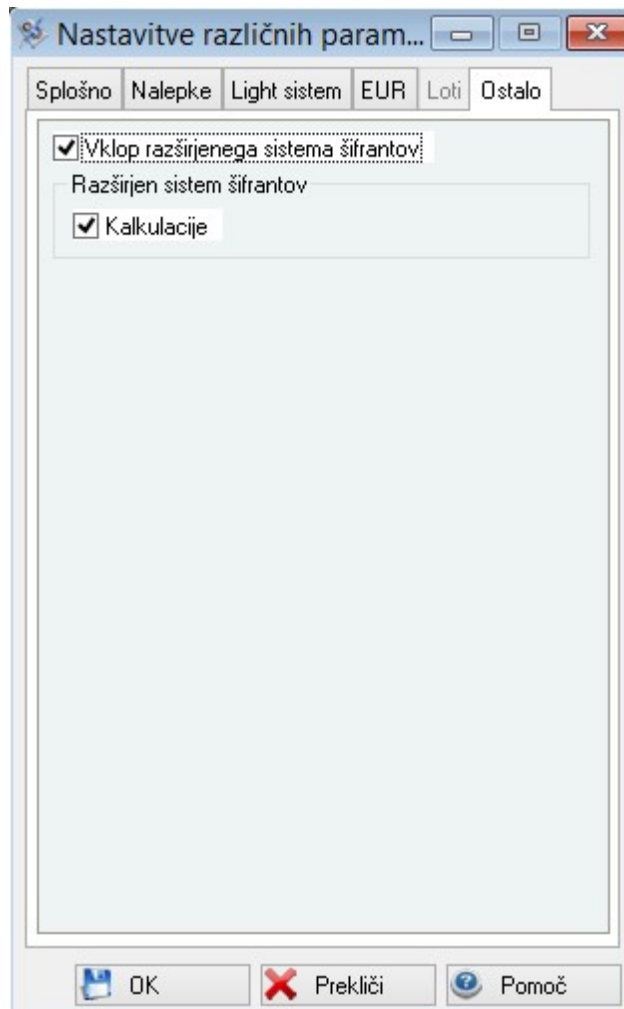 Nastavitve različnih param...
Splošno Nalepke Light sistem EUR Loti Ostalo
Vklop razširjenega sistema šifrantov
Razširjen sistem šifrantov
Kalkulacije
OK Prekliči Pomoč